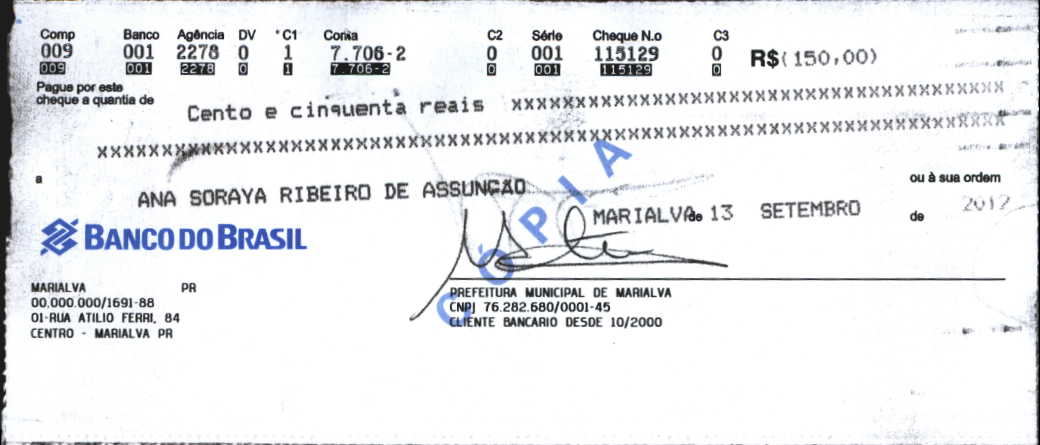 Comp Banco Agência DV C1 Conta C2 Série Cheque N.o C3
009 001 2278 0 1 7.706-2 0 001 115129 0 R$(150,00)
009 001 2278 0 1 7.706-2 0 001 115129 0
Pague por este
cheque a quantia de
Cento e cinquenta reais xxxxxxxxxxxxxxxxxxxxxxxxxxxxxxxxxxxxxx
xxxxxxxxxxxxxxxxxxxxxxxxxxxxxxxxxxxxxxxxxxxxxxxxxxxxxxxxxxxxxxxxxxxxxx
a ou à sua ordem
ANA SORAYA RIBEIRO DE ASSUNÇÃO
MARIALVA de 13 SETEMBRO de 2012
BANCO DO BRASIL
CÓPIA
MARIALVA PR
00.000.000/1691-88
01-RUA ATILIO FERRI, 84
CENTRO - MARIALVA PR
PREFEITURA MUNICIPAL DE MARIALVA
CNPJ 76.282.680/0001-45
CLIENTE BANCARIO DESDE 10/2000